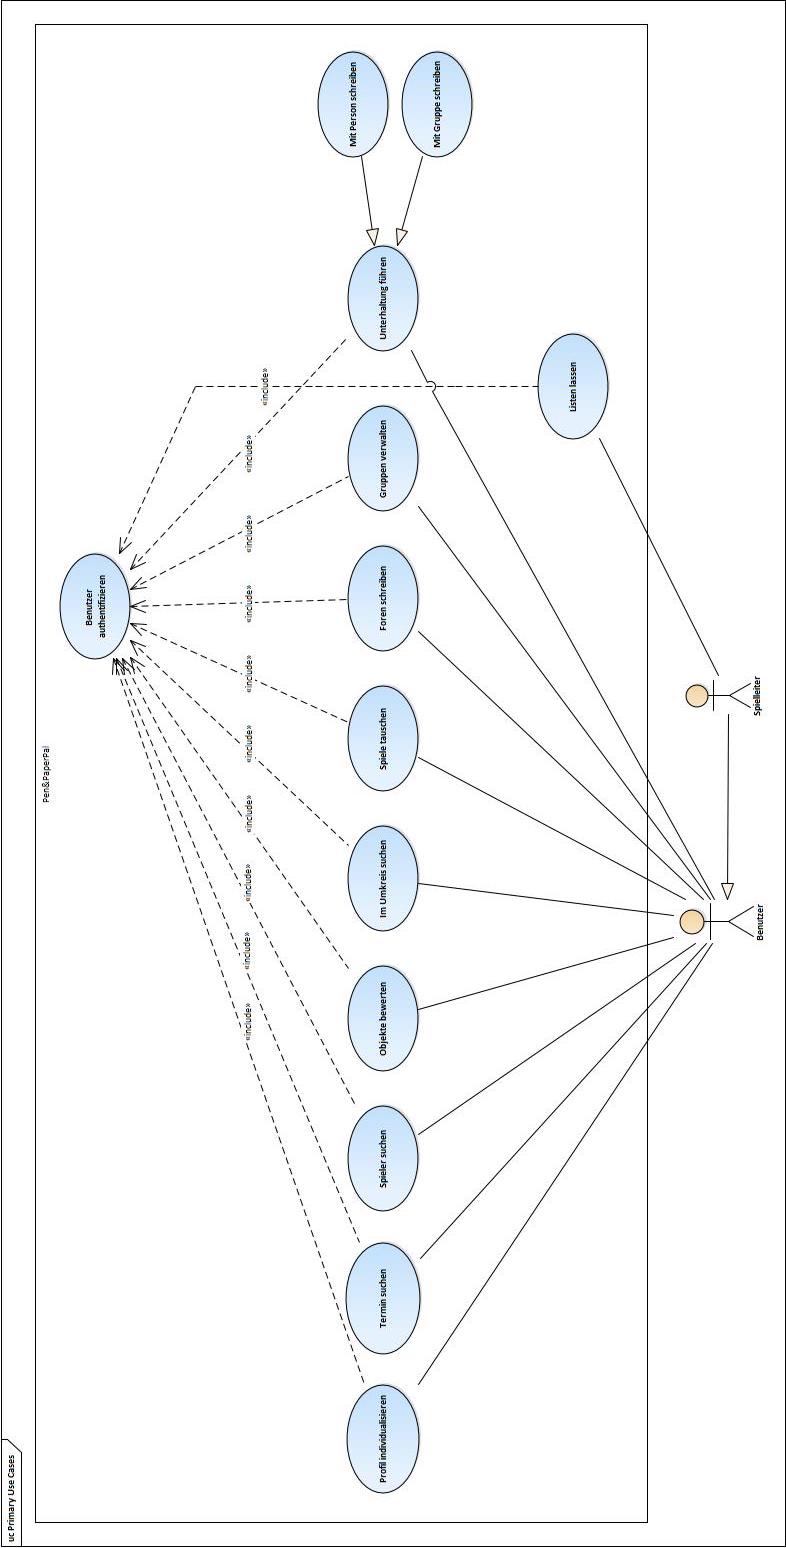 uc Primary Use Cases
Pen&PaperPal
Benutzer
authentifizieren
«include»
«include»
«include»
«include»
«include»
«include»
«include»
«include»
«include»
«include»
Profil individualisieren
Termin suchen
Spieler suchen
Objekte bewerten
Im Umkreis suchen
Spiele tauschen
Foren schreiben
Gruppen verwalten
Unterhaltung führen
Mit Person schreiben
Mit Gruppe schreiben
Listen lassen
Benutzer
Spielleiter